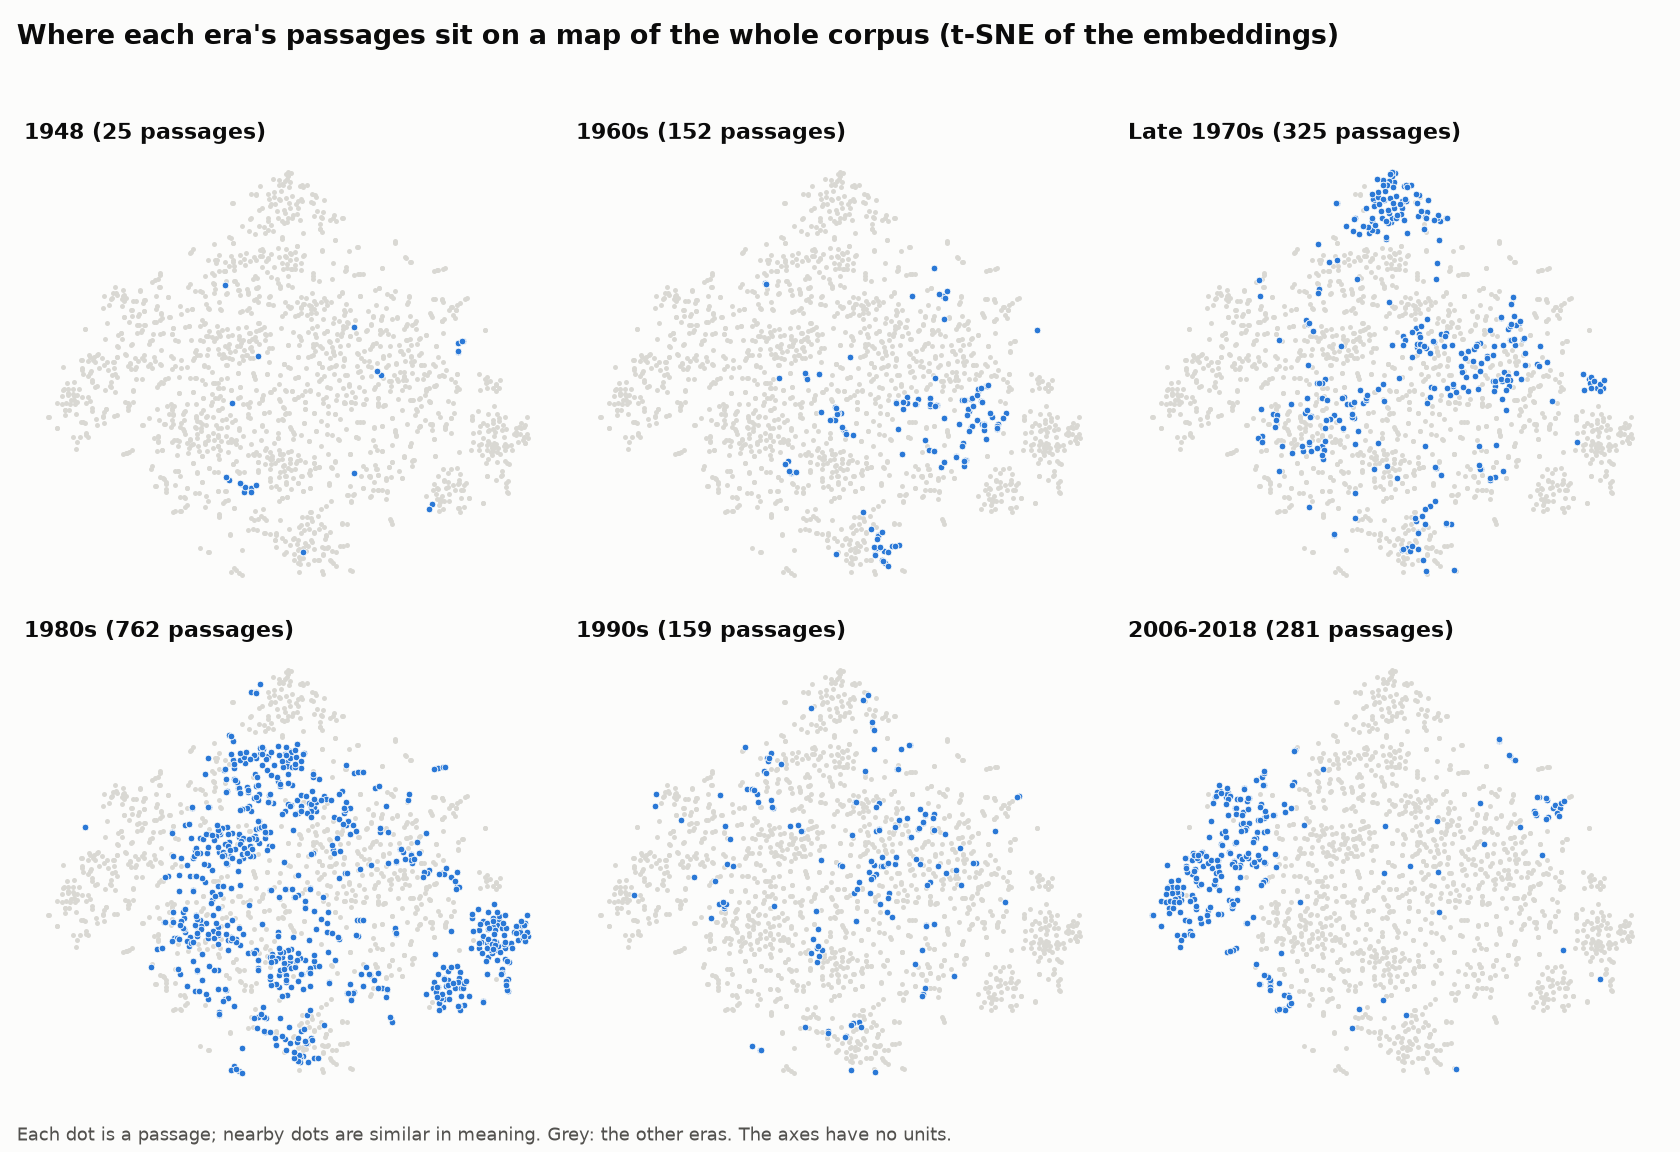 Where each era's passages sit on a map of the whole corpus (t-SNE of the embeddings)
1948 (25 passages)
1960s (152 passages)
Late 1970s (325 passages)
1980s (762 passages)
1990s (159 passages)
2006-2018 (281 passages)
Each dot is a passage; nearby dots are similar in meaning. Grey: the other eras. The axes have no units.